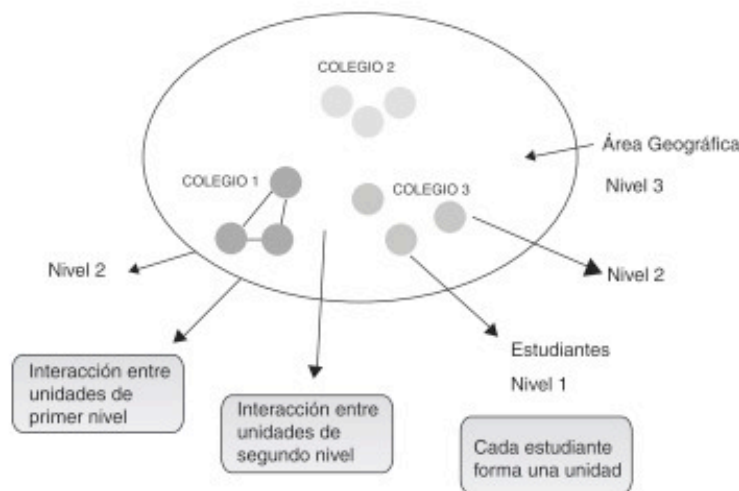 COLEGIO 2
Área Geográfica
Nivel 3
COLEGIO 1
COLEGIO 3
Nivel 2
Nivel 2
Estudiantes
Nivel 1
Interacción entre
unidades de
primer nivel
Interacción entre
unidades de
segundo nivel
Cada estudiante
forma una unidad